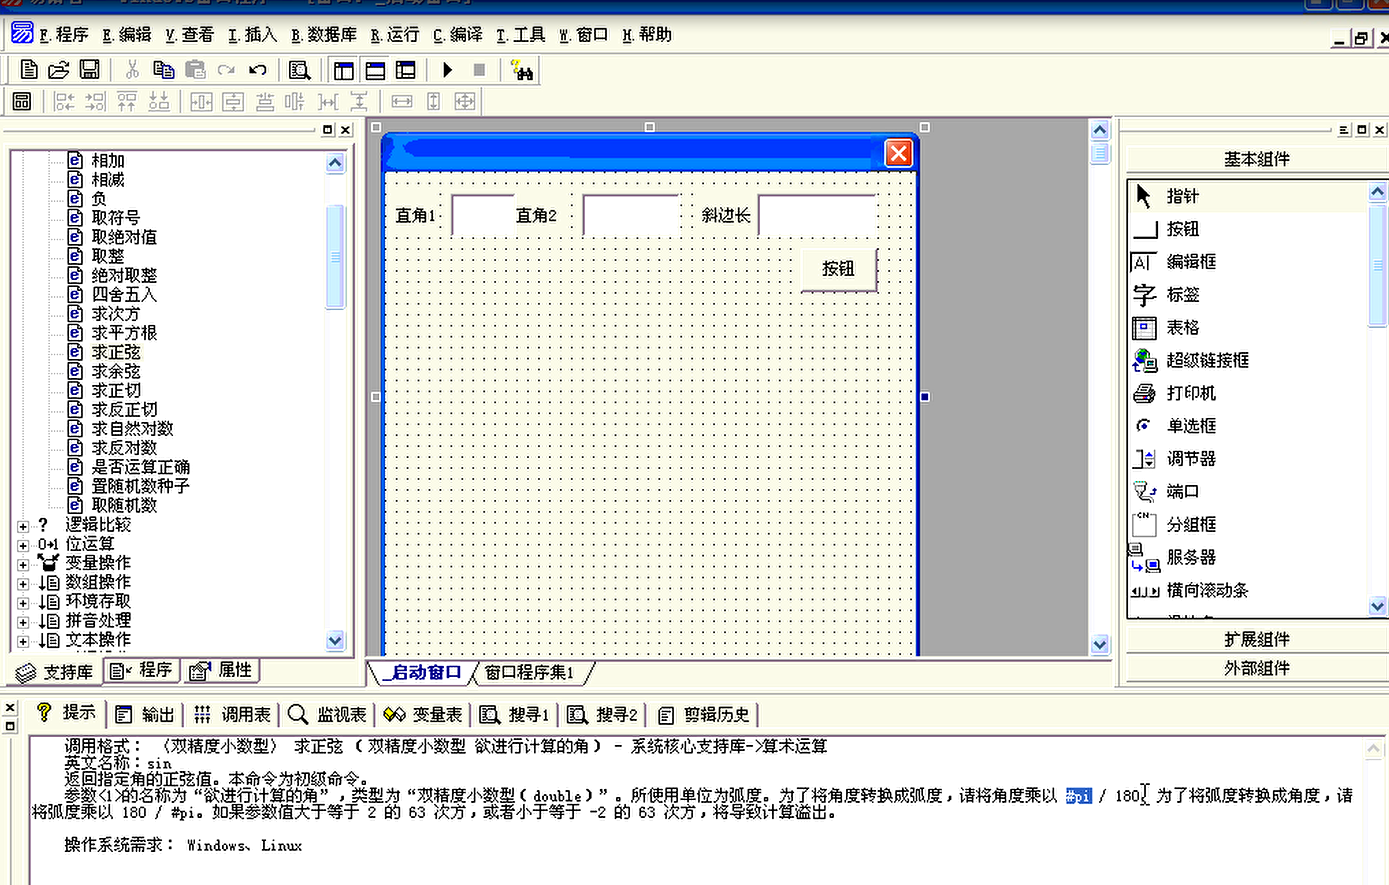 F.程序 E.编辑 V.查看 I.插入 B.数据库 R.运行 C.编译 T.工具 W.窗口 H.帮助
相加
相减
负
取符号
取绝对值
取整
绝对取整
四舍五入
求次方
求平方根
求正弦
求余弦
求正切
求反正切
求自然对数
求反对数
是否运算正确
置随机数种子
取随机数
逻辑比较
位运算
变量操作
数组操作
环境存取
拼音处理
文本操作
支持库 程序 属性
直角1 直角2 斜边长
按钮
_启动窗口 窗口程序集1
基本组件
指针
按钮
编辑框
标签
表格
超级链接框
打印机
单选框
调节器
端口
分组框
服务器
横向滚动条
扩展组件
外部组件
提示 输出 调用表 监视表 变量表 搜寻1 搜寻2 剪辑历史
调用格式： 〈双精度小数型〉 求正弦 （双精度小数型 欲进行计算的角） - 系统核心支持库->算术运算
英文名称：sin
返回指定角的正弦值。本命令为初级命令。
参数<1>的名称为“欲进行计算的角”，类型为“双精度小数型（double）”。所使用单位为弧度。为了将角度转换成弧度，请将角度乘以 #pi / 180。为了将弧度转换成角度，请
将弧度乘以 180 / #pi。如果参数值大于等于 2 的 63 次方，或者小于等于 -2 的 63 次方，将导致计算溢出。
操作系统需求： Windows、Linux